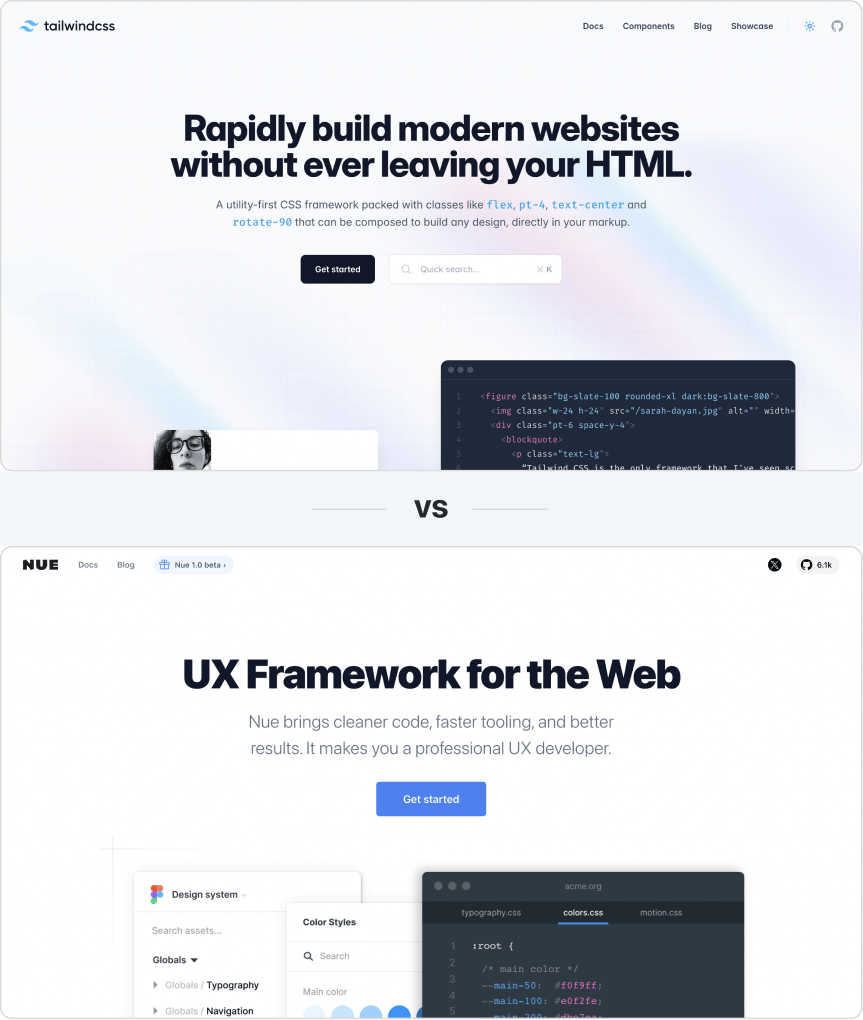 tailwindcss
Docs Components Blog Showcase
Rapidly build modern websites
without ever leaving your HTML.
A utility-first CSS framework packed with classes like flex, pt-4, text-center and
rotate-90 that can be composed to build any design, directly in your markup.
Get started Quick search... ⌘ K
1 <figure class="bg-slate-100 rounded-xl dark:bg-slate-800">
2 <img class="w-24 h-24" src="/sarah-dayan.jpg" alt="" width=
3 <div class="pt-6 space-y-4">
4 <blockquote>
5 <p class="text-lg">
6 “Tailwind CSS is the only framework that I've seen sc
VS
NUE Docs Blog Nue 1.0 beta › 6.1k
UX Framework for the Web
Nue brings cleaner code, faster tooling, and better
results. It makes you a professional UX developer.
Get started
Design system
Search assets...
Globals
Globals / Typography
Globals / Navigation
Color Styles
Search
Main color
acme.org
typography.css colors.css motion.css
1 :root {
2
3 /* main color */
4 --main-50: #f0f9ff;
5 --main-100: #e0f2fe;
--main-200: